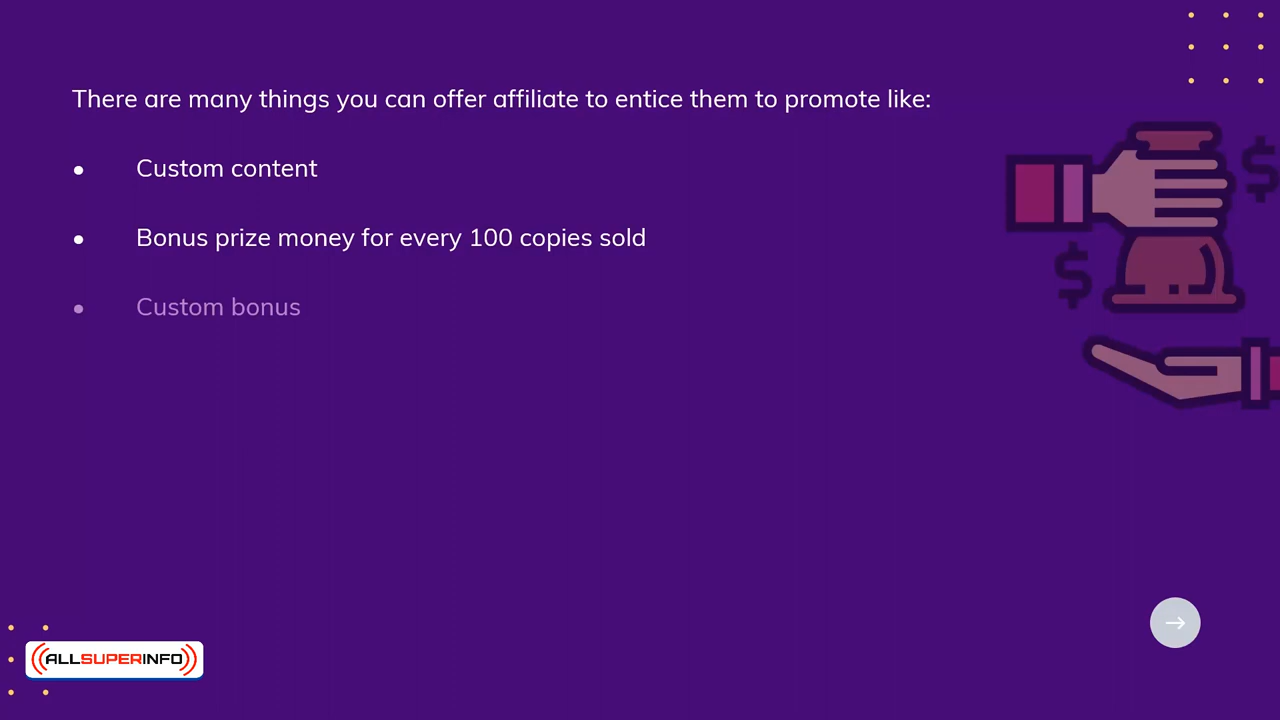 There are many things you can offer affiliate to entice them to promote like:
• Custom content
• Bonus prize money for every 100 copies sold
• Custom bonus
$
$
((ALLSUPERINFO))